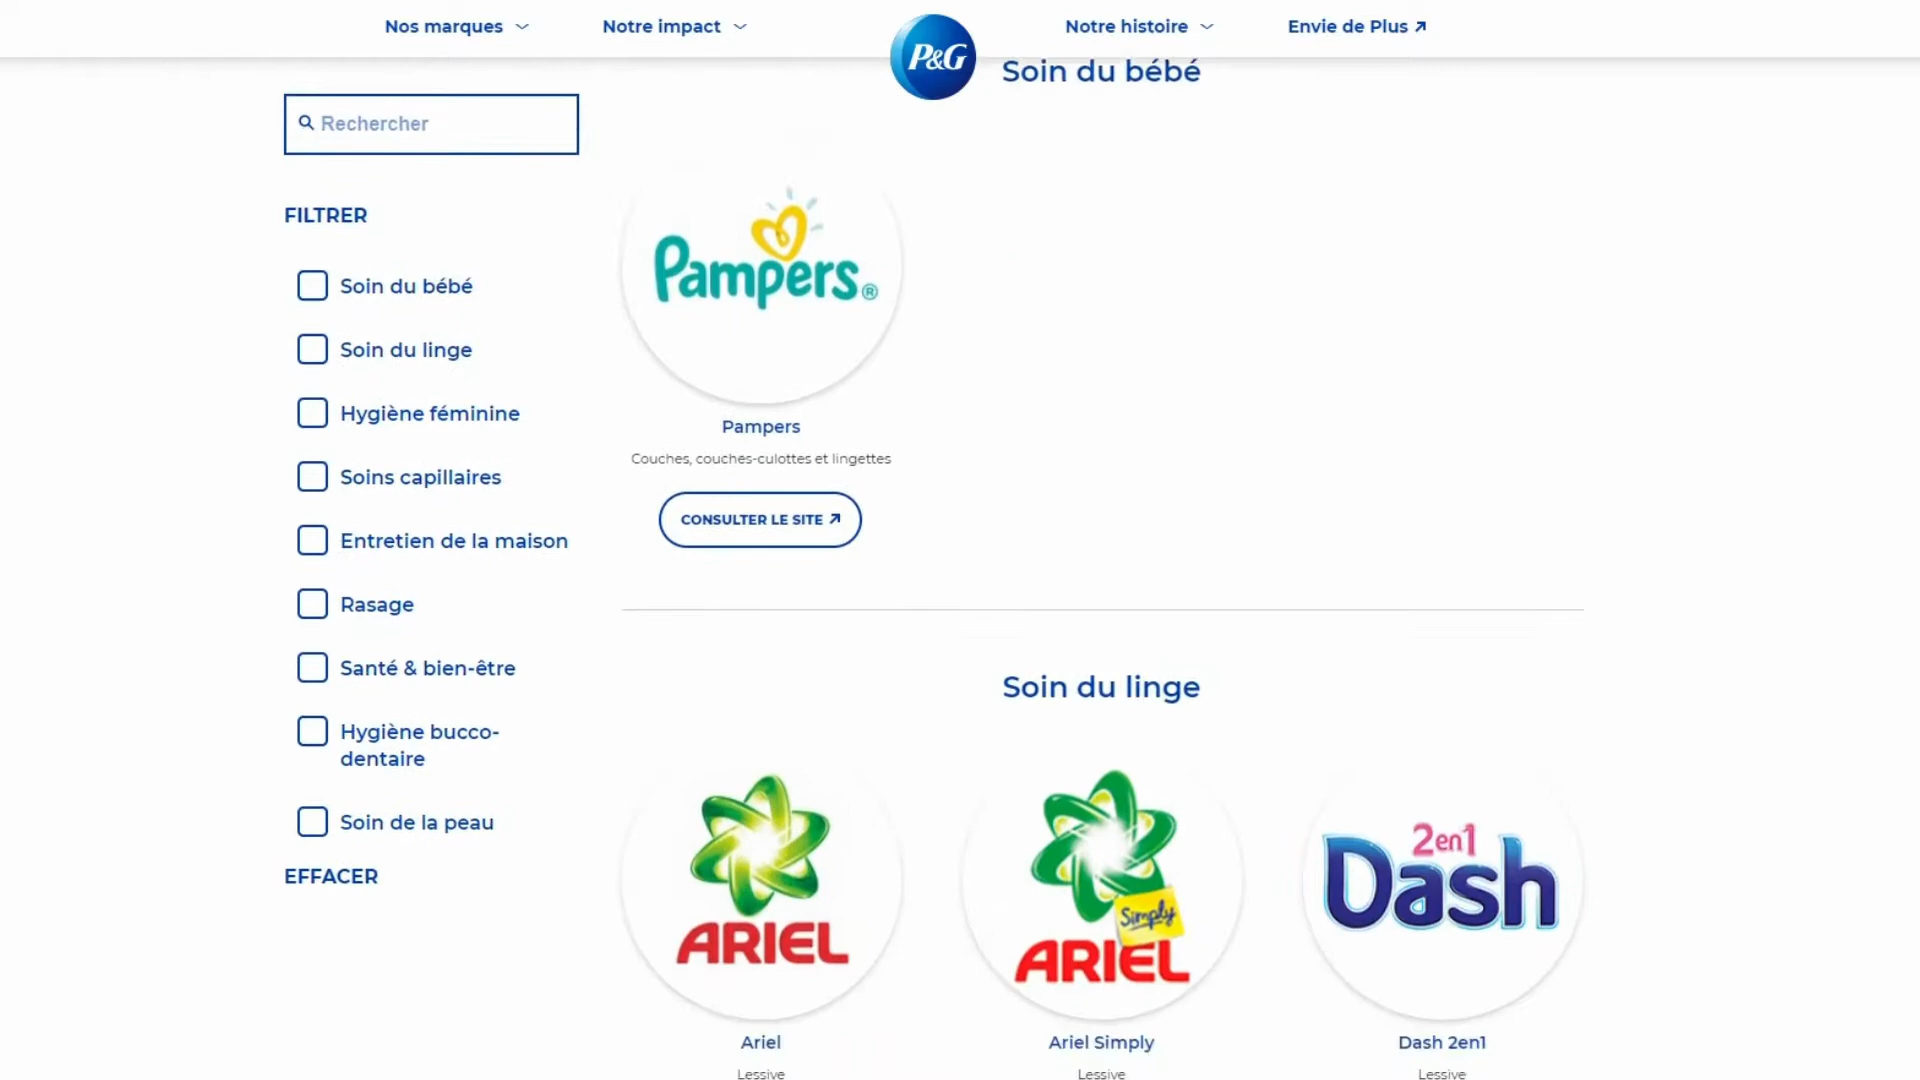 Nos marques
Notre impact
P&G
Notre histoire
Envie de Plus
Soin du bébé
Rechercher
FILTRER
Soin du bébé
Soin du linge
Hygiène féminine
Soins capillaires
Entretien de la maison
Rasage
Santé & bien-être
Hygiène bucco-
dentaire
Soin de la peau
EFFACER
Pampers®
Pampers
Couches, couches-culottes et lingettes
CONSULTER LE SITE
Soin du linge
ARIEL
Ariel
Lessive
Simply
ARIEL
Ariel Simply
Lessive
2en1
Dash
Dash 2en1
Lessive